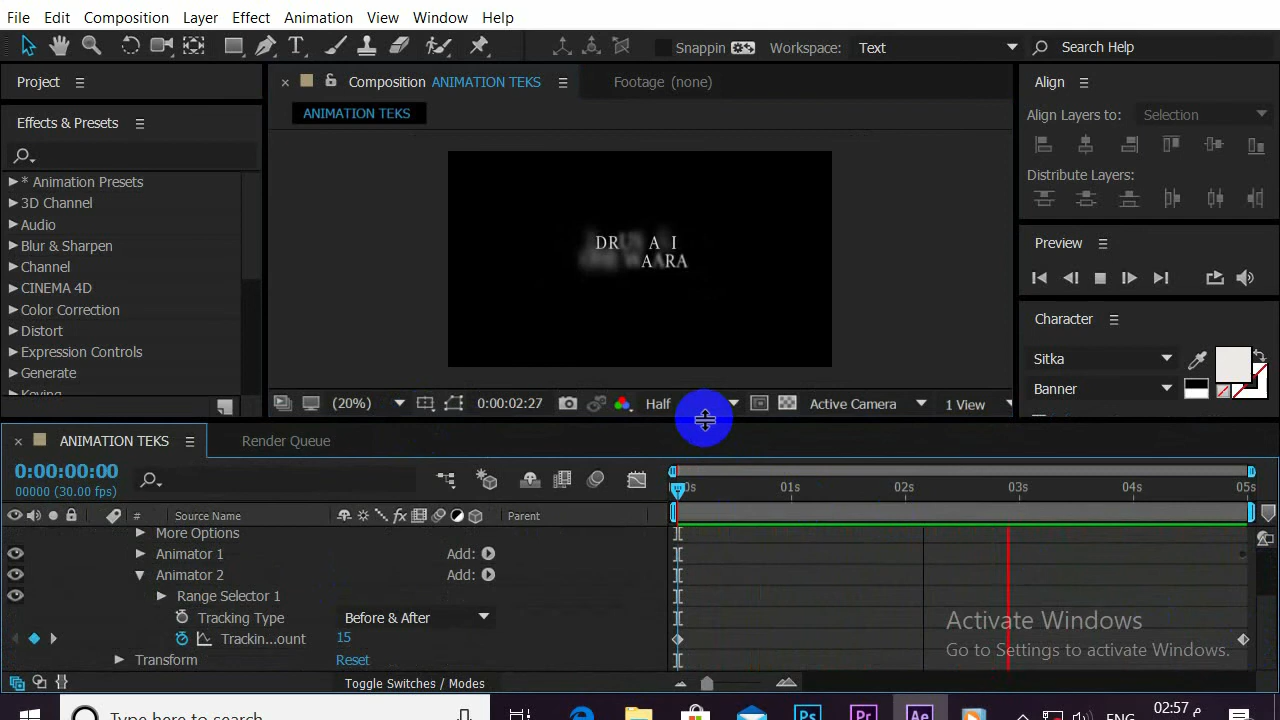 File Edit Composition Layer Effect Animation View Window Help
T Snappin Workspace: Text Search Help
Project
Composition ANIMATION TEKS
Footage (none)
Align
ANIMATION TEKS
Align Layers to: Selection
Effects & Presets
Distribute Layers:
* Animation Presets
3D Channel
Audio
Blur & Sharpen
Channel
CINEMA 4D
Color Correction
Distort
Expression Controls
Generate
Keying
DR A I
A RA
Preview
Character
Sitka
Banner
(20%) 0:00:02:27 Half Active Camera 1 View
ANIMATION TEKS
Render Queue
0:00:00:00
00000 (30.00 fps)
0s 01s 02s 03s 04s 05s
# Source Name fx Parent
More Options
Animator 1 Add:
Animator 2 Add:
Range Selector 1
Tracking Type Before & After
Trackin...ount 15
Transform Reset
Toggle Switches / Modes
Activate Windows
Go to Settings to activate Windows.
Type here to search
Ps Pr Ae
ENG
02:57 م